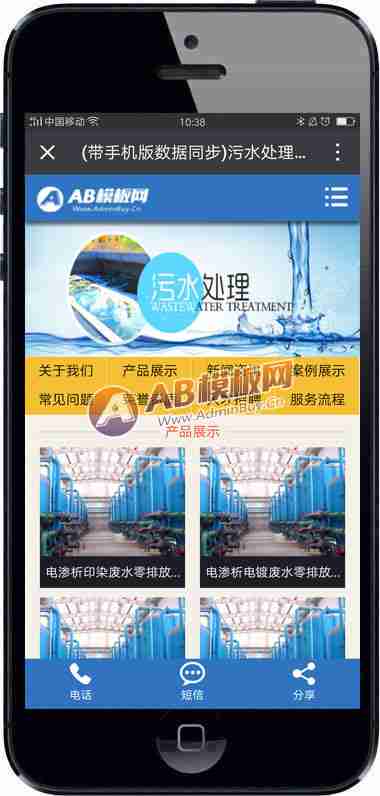 中国移动
10:38
(带手机版数据同步)污水处理...
AB模板网
Www.AdminBuy.Cn
污水处理
WASTEWATER TREATMENT
关于我们 产品展示 新闻 案例展示
常见问题 服务流程
AB模板网
Www.AdminBuy.Cn
产品展示
电渗析印染废水零排放... 电渗析电镀废水零排放...
电话 短信 分享